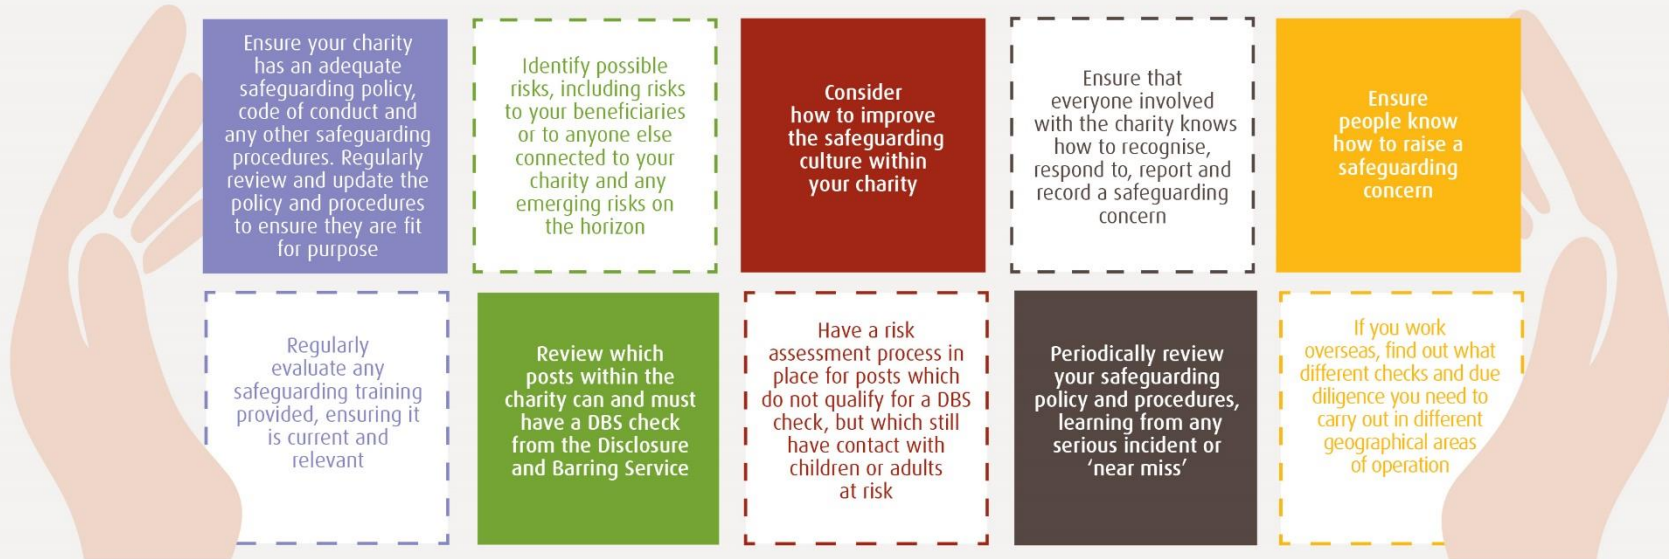 Ensure your charity
has an adequate
safeguarding policy,
code of conduct and
any other safeguarding
procedures. Regularly
review and update the
policy and procedures
to ensure they are fit
for purpose
Identify possible
risks, including risks
to your beneficiaries
or to anyone else
connected to your
charity and any
emerging risks on
the horizon
Consider
how to improve
the safeguarding
culture within
your charity
Ensure that
everyone involved
with the charity knows
how to recognise,
respond to, report and
record a safeguarding
concern
Ensure
people know
how to raise a
safeguarding
concern
Regularly
evaluate any
safeguarding training
provided, ensuring it
is current and
relevant
Review which
posts within the
charity can and must
have a DBS check
from the Disclosure
and Barring Service
Have a risk
assessment process in
place for posts which
do not qualify for a DBS
check, but which still
have contact with
children or adults
at risk
Periodically review
your safeguarding
policy and procedures,
learning from any
serious incident or
‘near miss’
If you work
overseas, find out what
different checks and due
diligence you need to
carry out in different
geographical areas
of operation